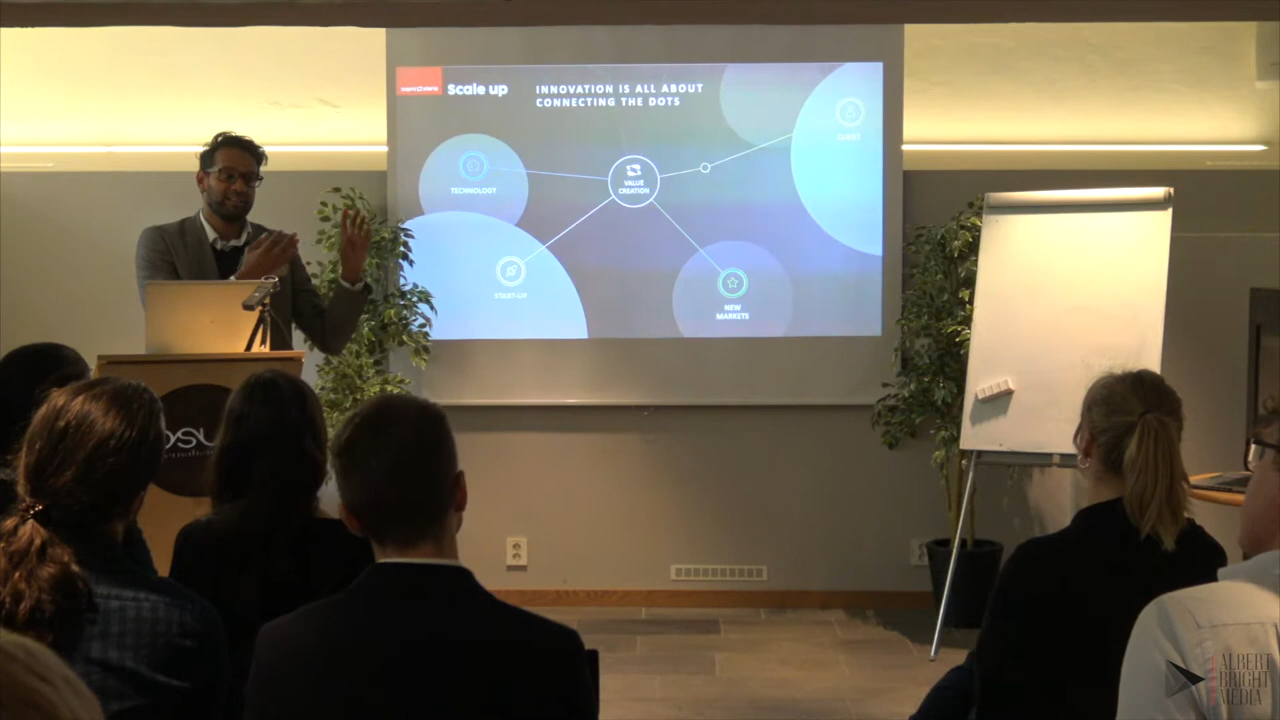 Scale up
INNOVATION IS ALL ABOUT
CONNECTING THE DOTS
CLIENT
TECHNOLOGY
VALUE
CREATION
START-UP
NEW
MARKETS
ALBERT
BRIGHT
MEDIA